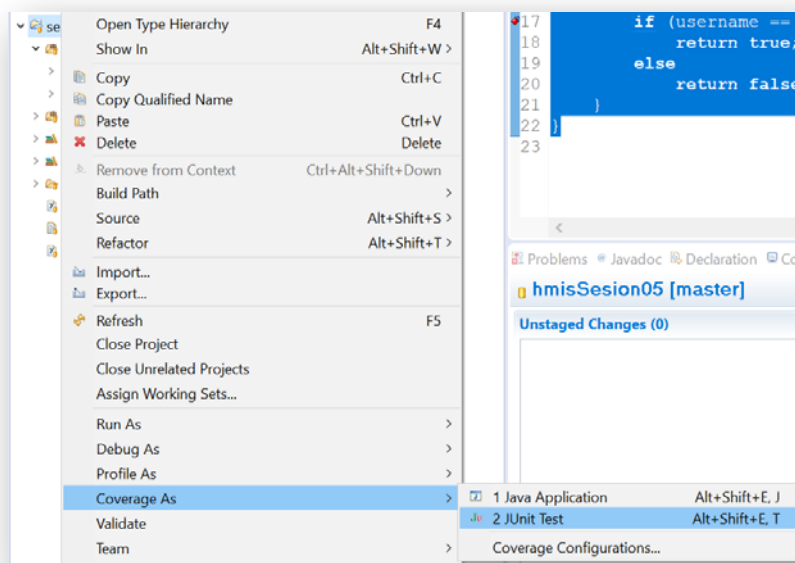 se
Open Type Hierarchy F4
Show In Alt+Shift+W >
Copy Ctrl+C
Copy Qualified Name
Paste Ctrl+V
Delete Delete
Remove from Context Ctrl+Alt+Shift+Down
Build Path >
Source Alt+Shift+S >
Refactor Alt+Shift+T >
Import...
Export...
Refresh F5
Close Project
Close Unrelated Projects
Assign Working Sets...
Run As >
Debug As >
Profile As >
Coverage As >
Validate
Team >
1 Java Application Alt+Shift+E, J
2 JUnit Test Alt+Shift+E, T
Coverage Configurations...
17 if (username ==
18 return true;
19 else
20 return false
21 }
22 }
23
Problems Javadoc Declaration Co
hmisSesion05 [master]
Unstaged Changes (0)